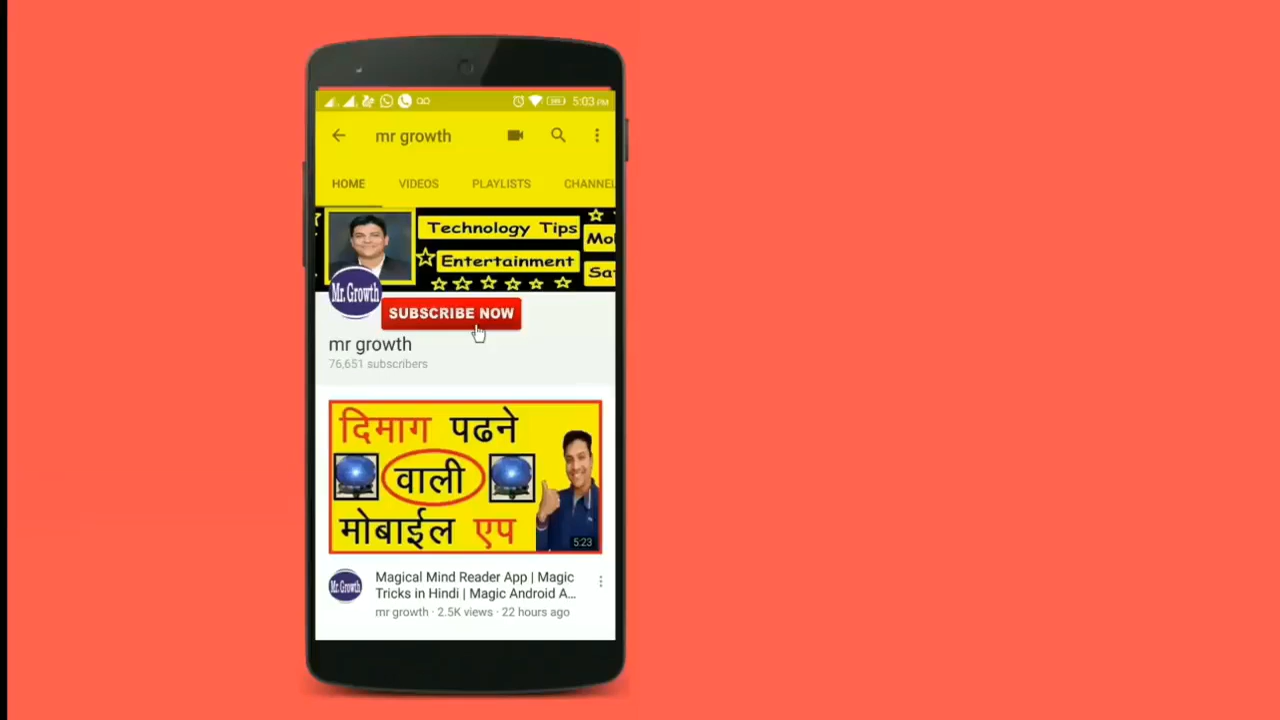 5:03 PM
mr growth
HOME VIDEOS PLAYLISTS CHANNEL
Technology Tips
Mo
Entertainment
Sa
Mr. Growth
SUBSCRIBE NOW
mr growth
76,651 subscribers
दिमाग पढने
वाली
मोबाईल एप
5:23
Mr. Growth
Magical Mind Reader App | Magic
Tricks in Hindi | Magic Android A...
mr growth · 2.5K views · 22 hours ago